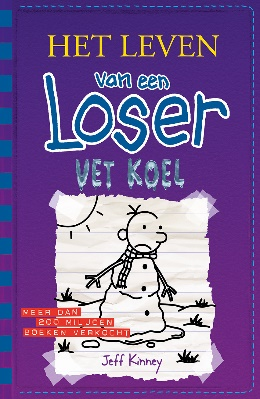 HET LEVEN
van een
Loser
VET KOEL
MEER DAN
200 MILJOEN
BOEKEN VERKOCHT
Jeff Kinney